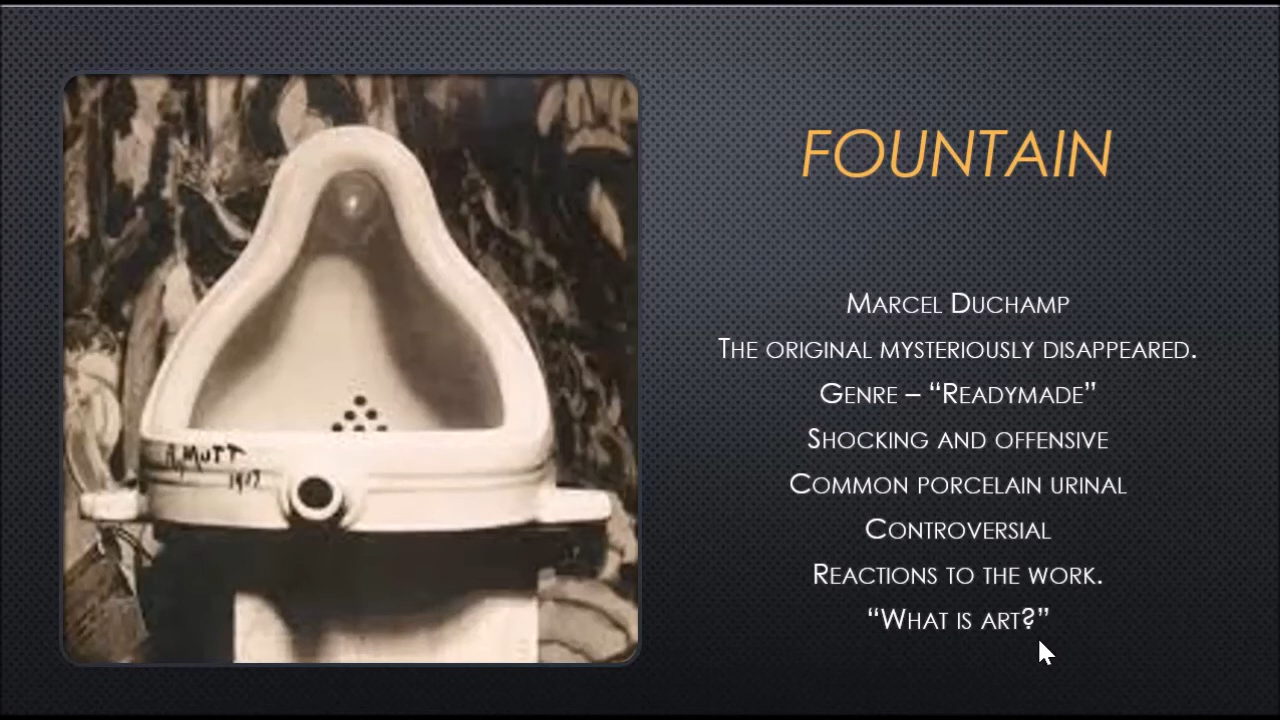 FOUNTAIN
MARCEL DUCHAMP
THE ORIGINAL MYSTERIOUSLY DISAPPEARED.
GENRE – “READYMADE”
SHOCKING AND OFFENSIVE
COMMON PORCELAIN URINAL
CONTROVERSIAL
REACTIONS TO THE WORK.
“WHAT IS ART?”
R. MUTT
1917